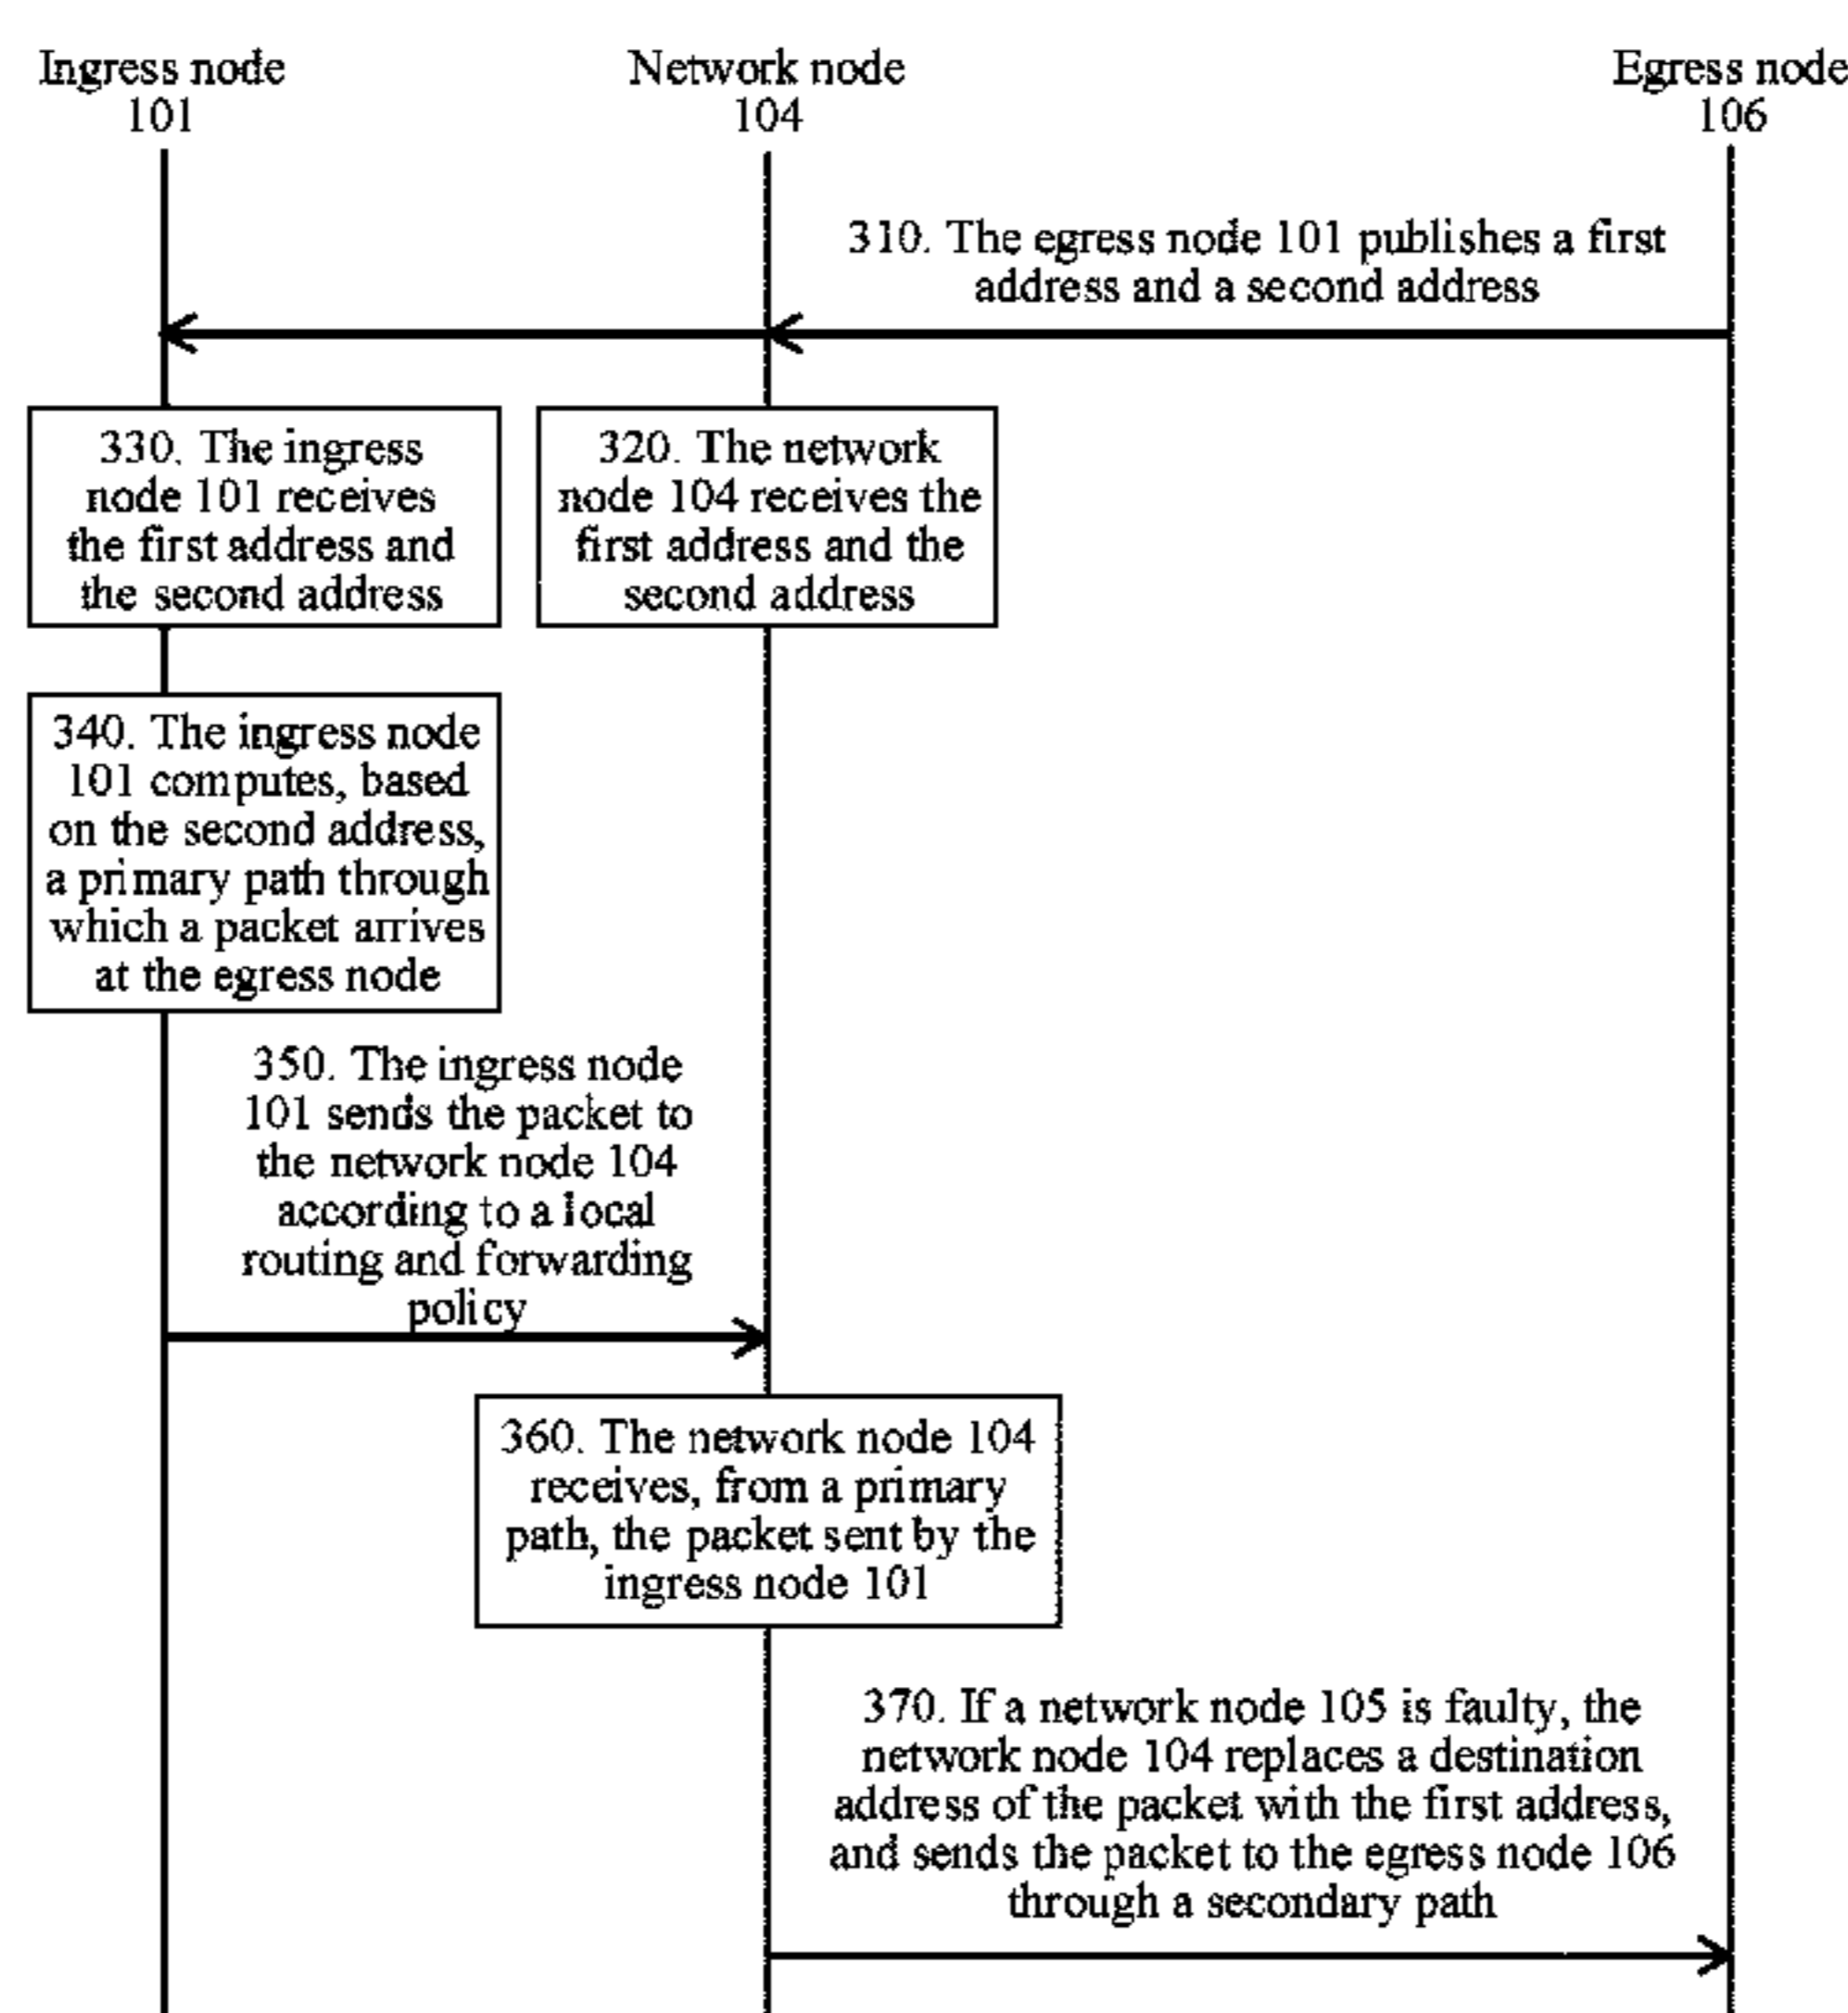 Ingress node
101
Network node
104
Egress node
106
310. The egress node 101 publishes a first
address and a second address
330. The ingress
node 101 receives
the first address and
the second address
320. The network
node 104 receives the
first address and the
second address
340. The ingress node
101 computes, based
on the second address,
a primary path through
which a packet arrives
at the egress node
350. The ingress node
101 sends the packet to
the network node 104
according to a local
routing and forwarding
policy
360. The network node 104
receives, from a primary
path, the packet sent by the
ingress node 101
370. If a network node 105 is faulty, the
network node 104 replaces a destination
address of the packet with the first address,
and sends the packet to the egress node 106
through a secondary path